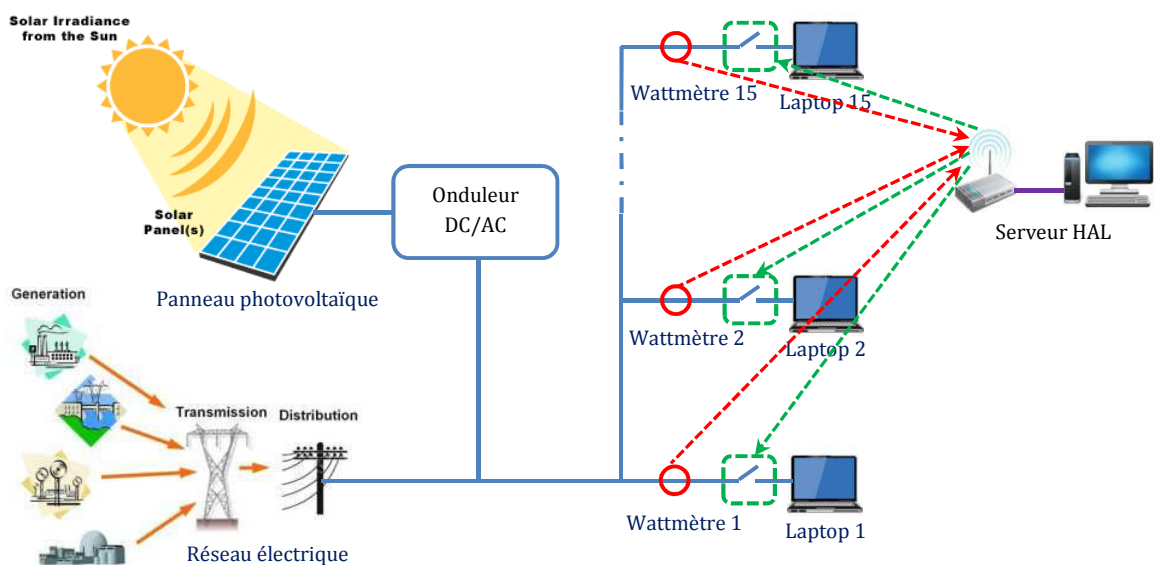 Solar Irradiance
from the Sun
Solar
Panel(s)
Panneau photovoltaïque
Onduleur
DC/AC
Generation
Transmission
Distribution
Réseau électrique
Wattmètre 15
Laptop 15
Wattmètre 2
Laptop 2
Wattmètre 1
Laptop 1
Serveur HAL